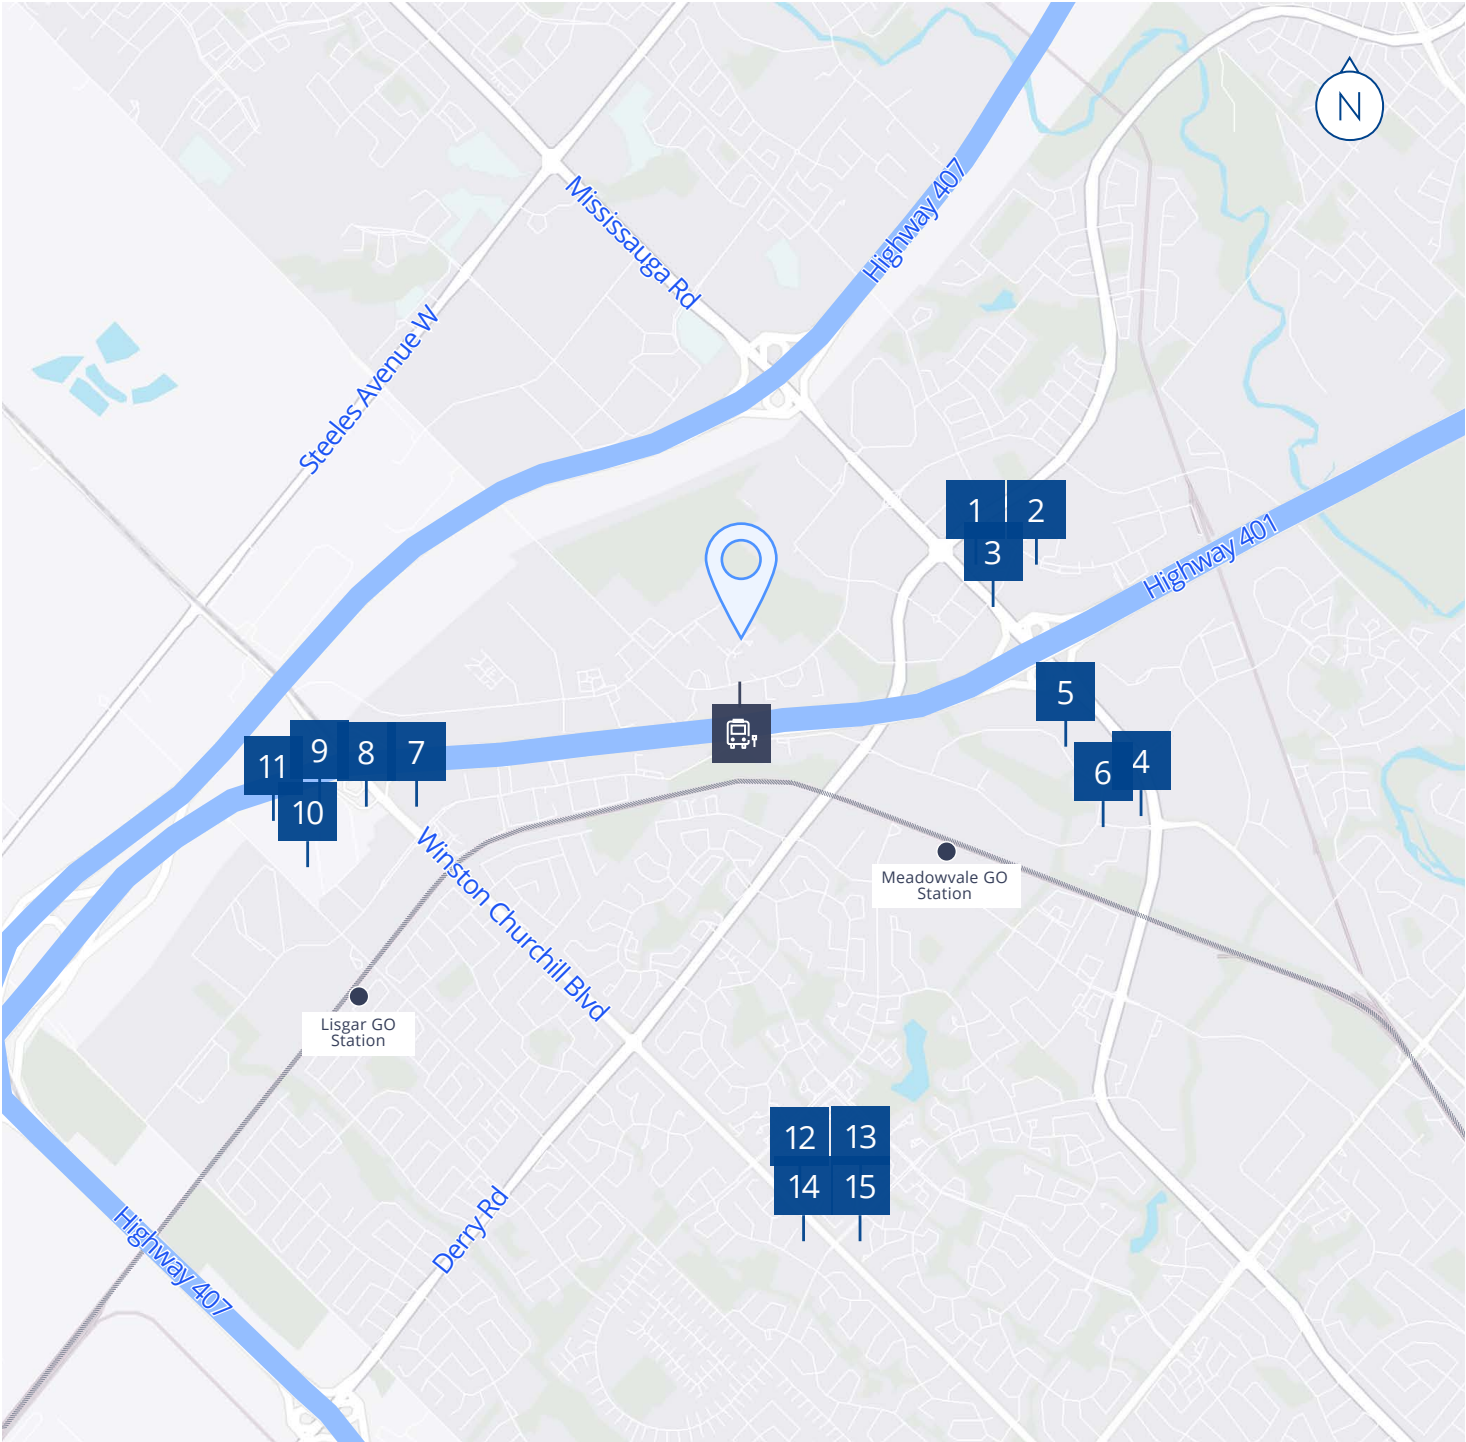 N
Mississauga Rd
Highway 407
Steeles Avenue W
1
2
3
Highway 401
5
4
6
9
8
7
11
10
Winston Churchill Blvd
Meadowvale GO
Station
Lisgar GO
Station
12
13
14
15
Derry Rd
Highway 407